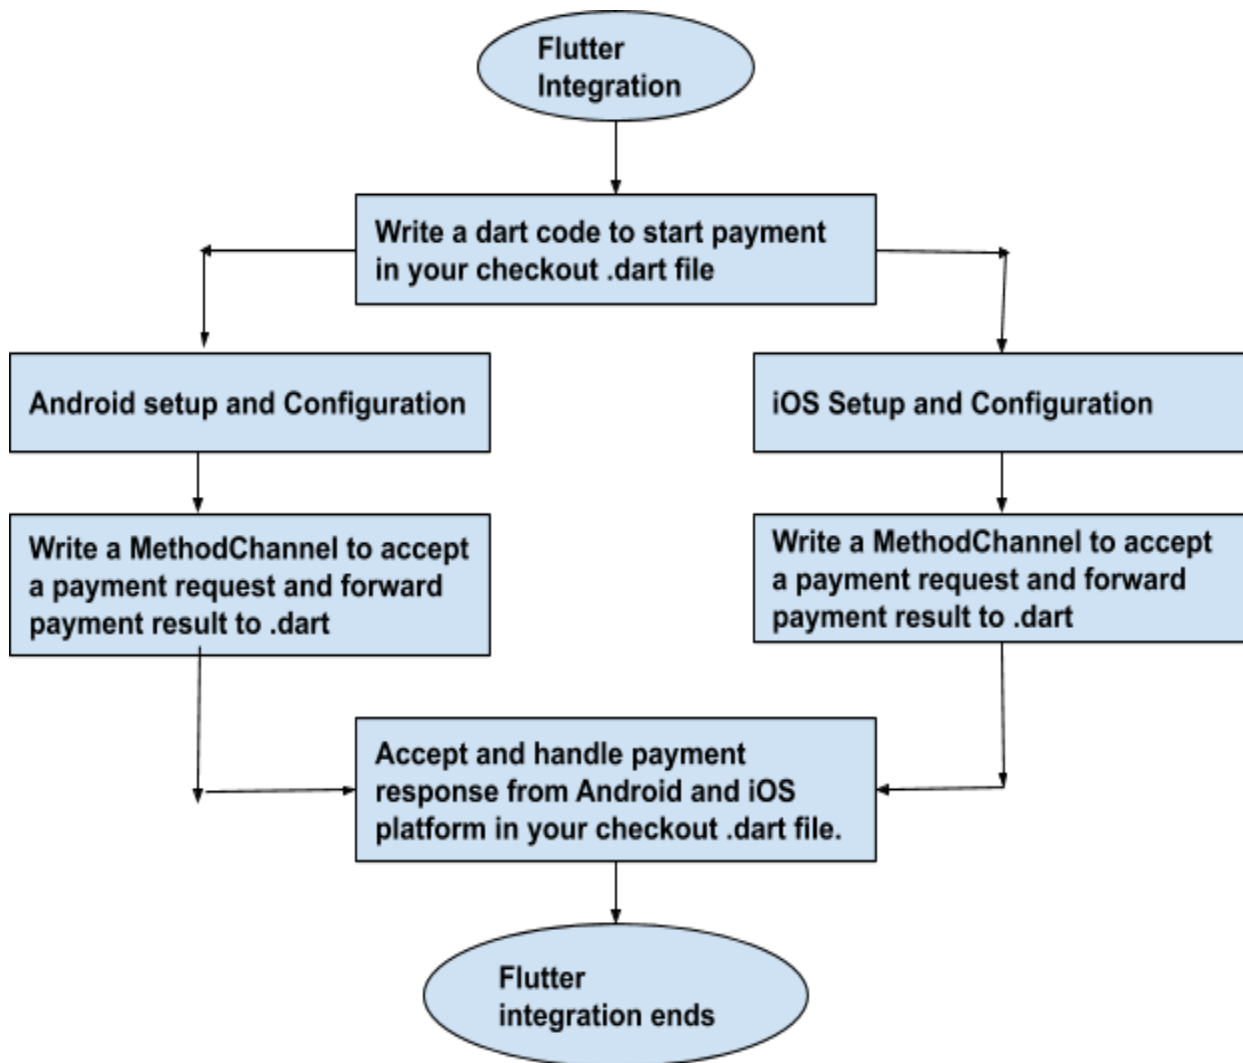 Flutter
Integration
Write a dart code to start payment
in your checkout .dart file
Android setup and Configuration
iOS Setup and Configuration
Write a MethodChannel to accept
a payment request and forward
payment result to .dart
Write a MethodChannel to accept
a payment request and forward
payment result to .dart
Accept and handle payment
response from Android and iOS
platform in your checkout .dart file.
Flutter
integration ends